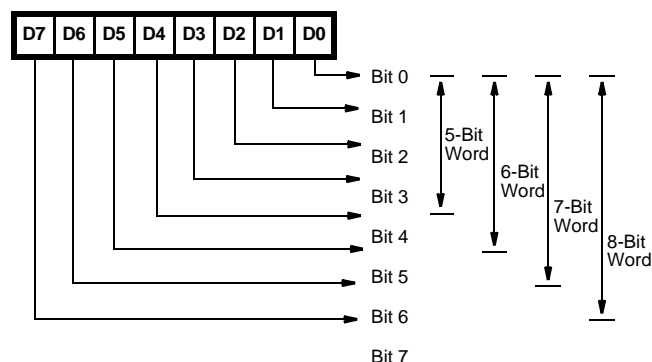 D7 D6 D5 D4 D3 D2 D1 D0
Bit 0
Bit 1
Bit 2
Bit 3
Bit 4
Bit 5
Bit 6
Bit 7
5-Bit
Word
6-Bit
Word
7-Bit
Word
8-Bit
Word